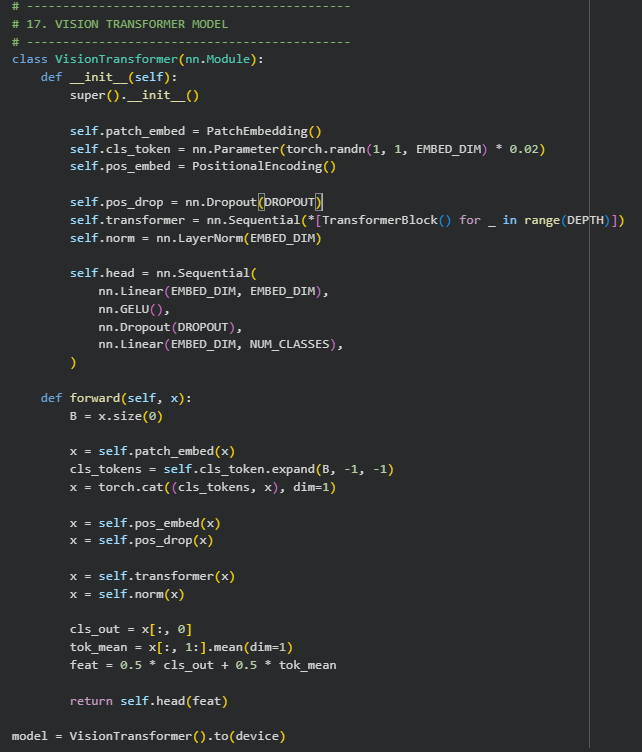 # ---------------------------------------------
# 17. VISION TRANSFORMER MODEL
# ---------------------------------------------
class VisionTransformer(nn.Module):
    def __init__(self):
        super().__init__()

        self.patch_embed = PatchEmbedding()
        self.cls_token = nn.Parameter(torch.randn(1, 1, EMBED_DIM) * 0.02)
        self.pos_embed = PositionalEncoding()

        self.pos_drop = nn.Dropout(DROPOUT)
        self.transformer = nn.Sequential(*[TransformerBlock() for _ in range(DEPTH)])
        self.norm = nn.LayerNorm(EMBED_DIM)

        self.head = nn.Sequential(
            nn.Linear(EMBED_DIM, EMBED_DIM),
            nn.GELU(),
            nn.Dropout(DROPOUT),
            nn.Linear(EMBED_DIM, NUM_CLASSES),
        )

    def forward(self, x):
        B = x.size(0)

        x = self.patch_embed(x)
        cls_tokens = self.cls_token.expand(B, -1, -1)
        x = torch.cat((cls_tokens, x), dim=1)

        x = self.pos_embed(x)
        x = self.pos_drop(x)

        x = self.transformer(x)
        x = self.norm(x)

        cls_out = x[:, 0]
        tok_mean = x[:, 1:].mean(dim=1)
        feat = 0.5 * cls_out + 0.5 * tok_mean

        return self.head(feat)

model = VisionTransformer().to(device)